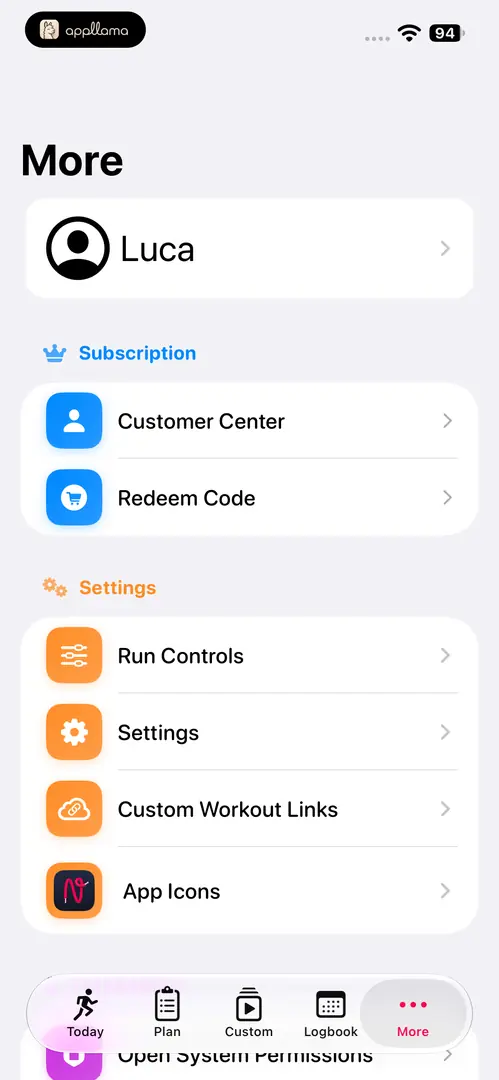 appllama
94
More
Luca
Subscription
Customer Center
Redeem Code
Settings
Run Controls
Settings
Custom Workout Links
App Icons
Today
Plan
Custom
Logbook
More
Open System Permissions